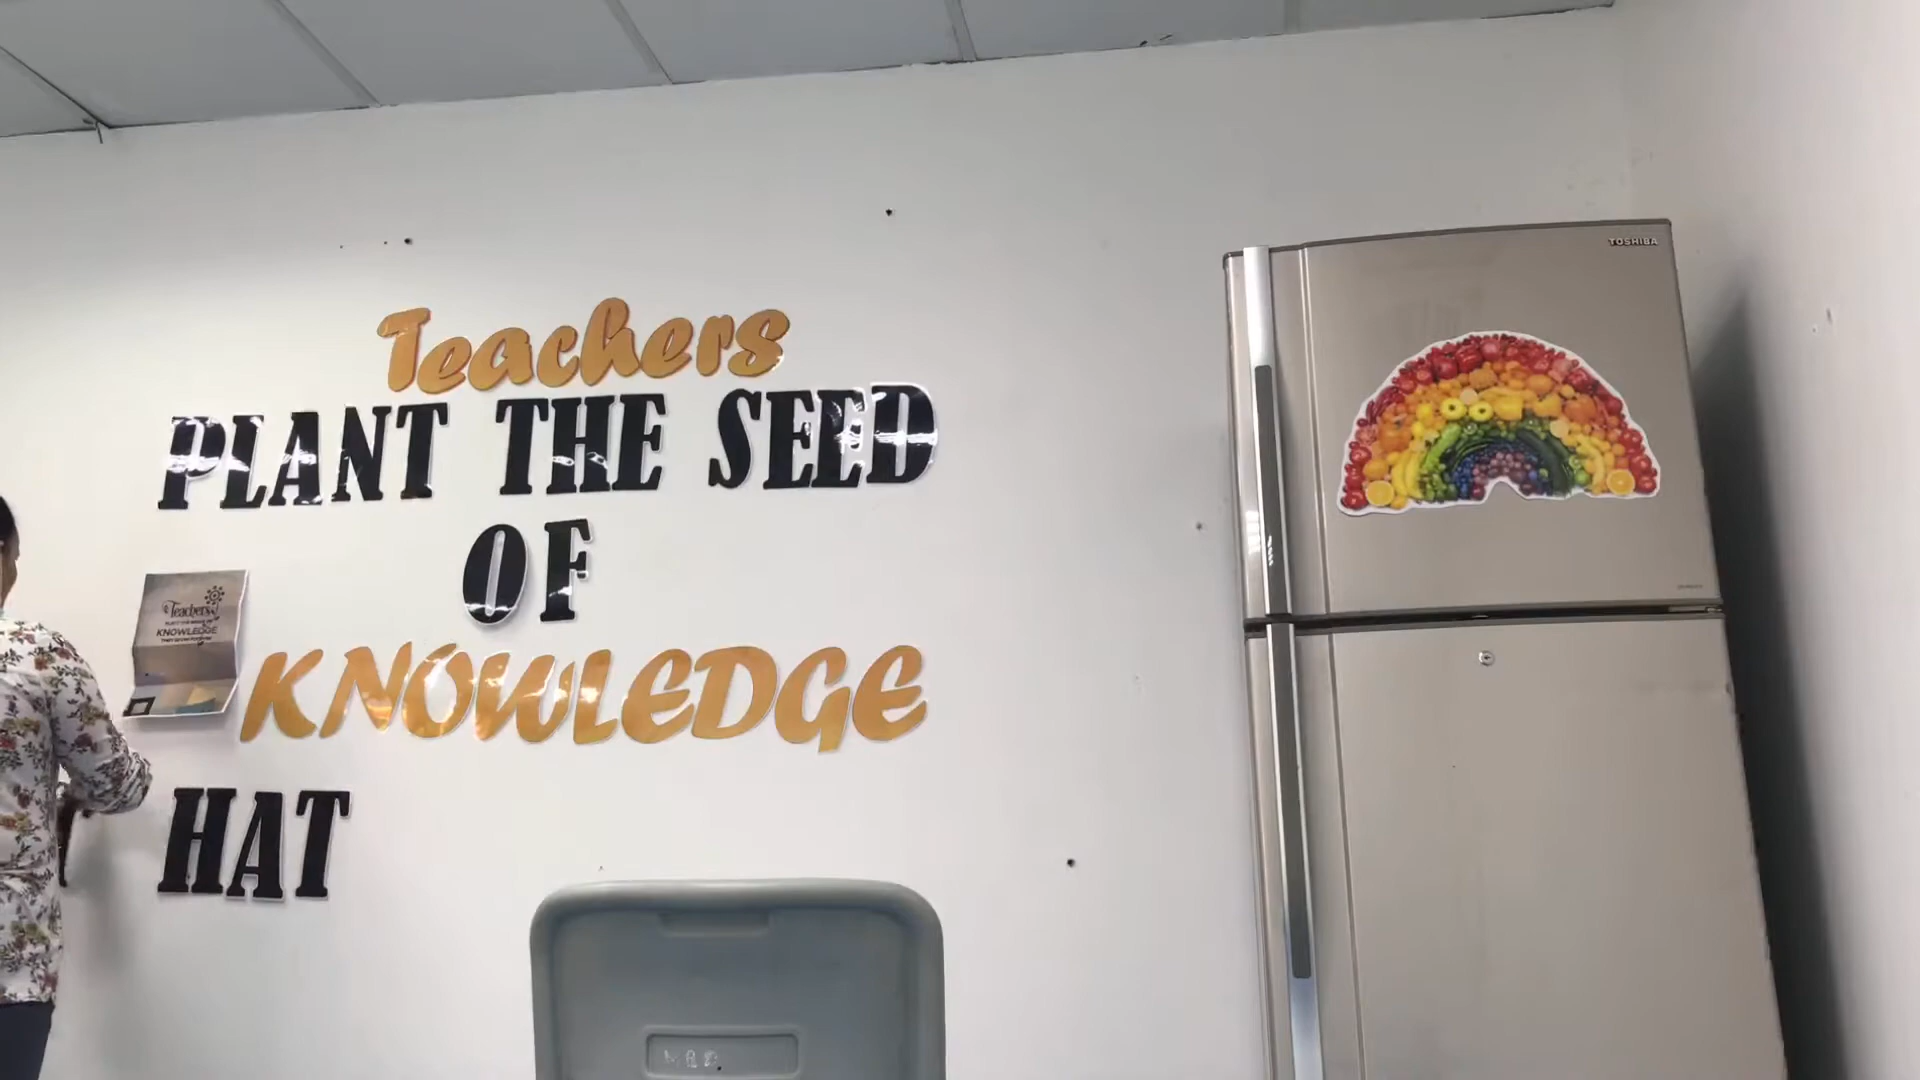 Teachers
PLANT THE SEED
OF
KNOWLEDGE
HAT
Teachers
KNOWLEDGE
TOSHIBA